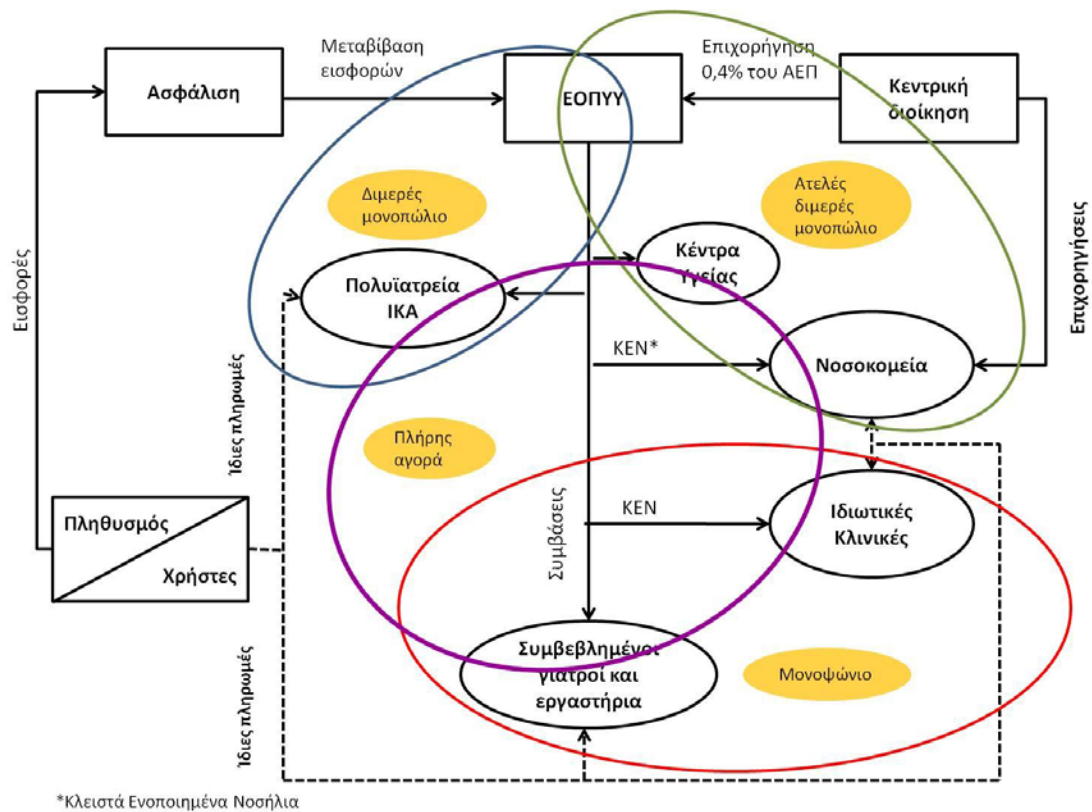 Μεταβίβαση
εισφορών
Επιχορήγηση
0,4% του ΑΕΠ
Ασφάλιση
ΕΟΠΥΥ
Κεντρική
διοίκηση
Διμερές
μονοπώλιο
Ατελές
διμερές
μονοπώλιο
Εισφορές
Επιχορηγήσεις
Κέντρα
Υγείας
Πολυϊατρεία
ΙΚΑ
ΚΕΝ*
Νοσοκομεία
Ίδιες πληρωμές
Πλήρης
αγορά
Συμβάσεις
ΚΕΝ
Ιδιωτικές
Κλινικές
Πληθυσμός
Χρήστες
Συμβεβλημένοι
γιατροί και
εργαστήρια
Μονοψώνιο
Ίδιες πληρωμές
*Κλειστά Ενοποιημένα Νοσήλια